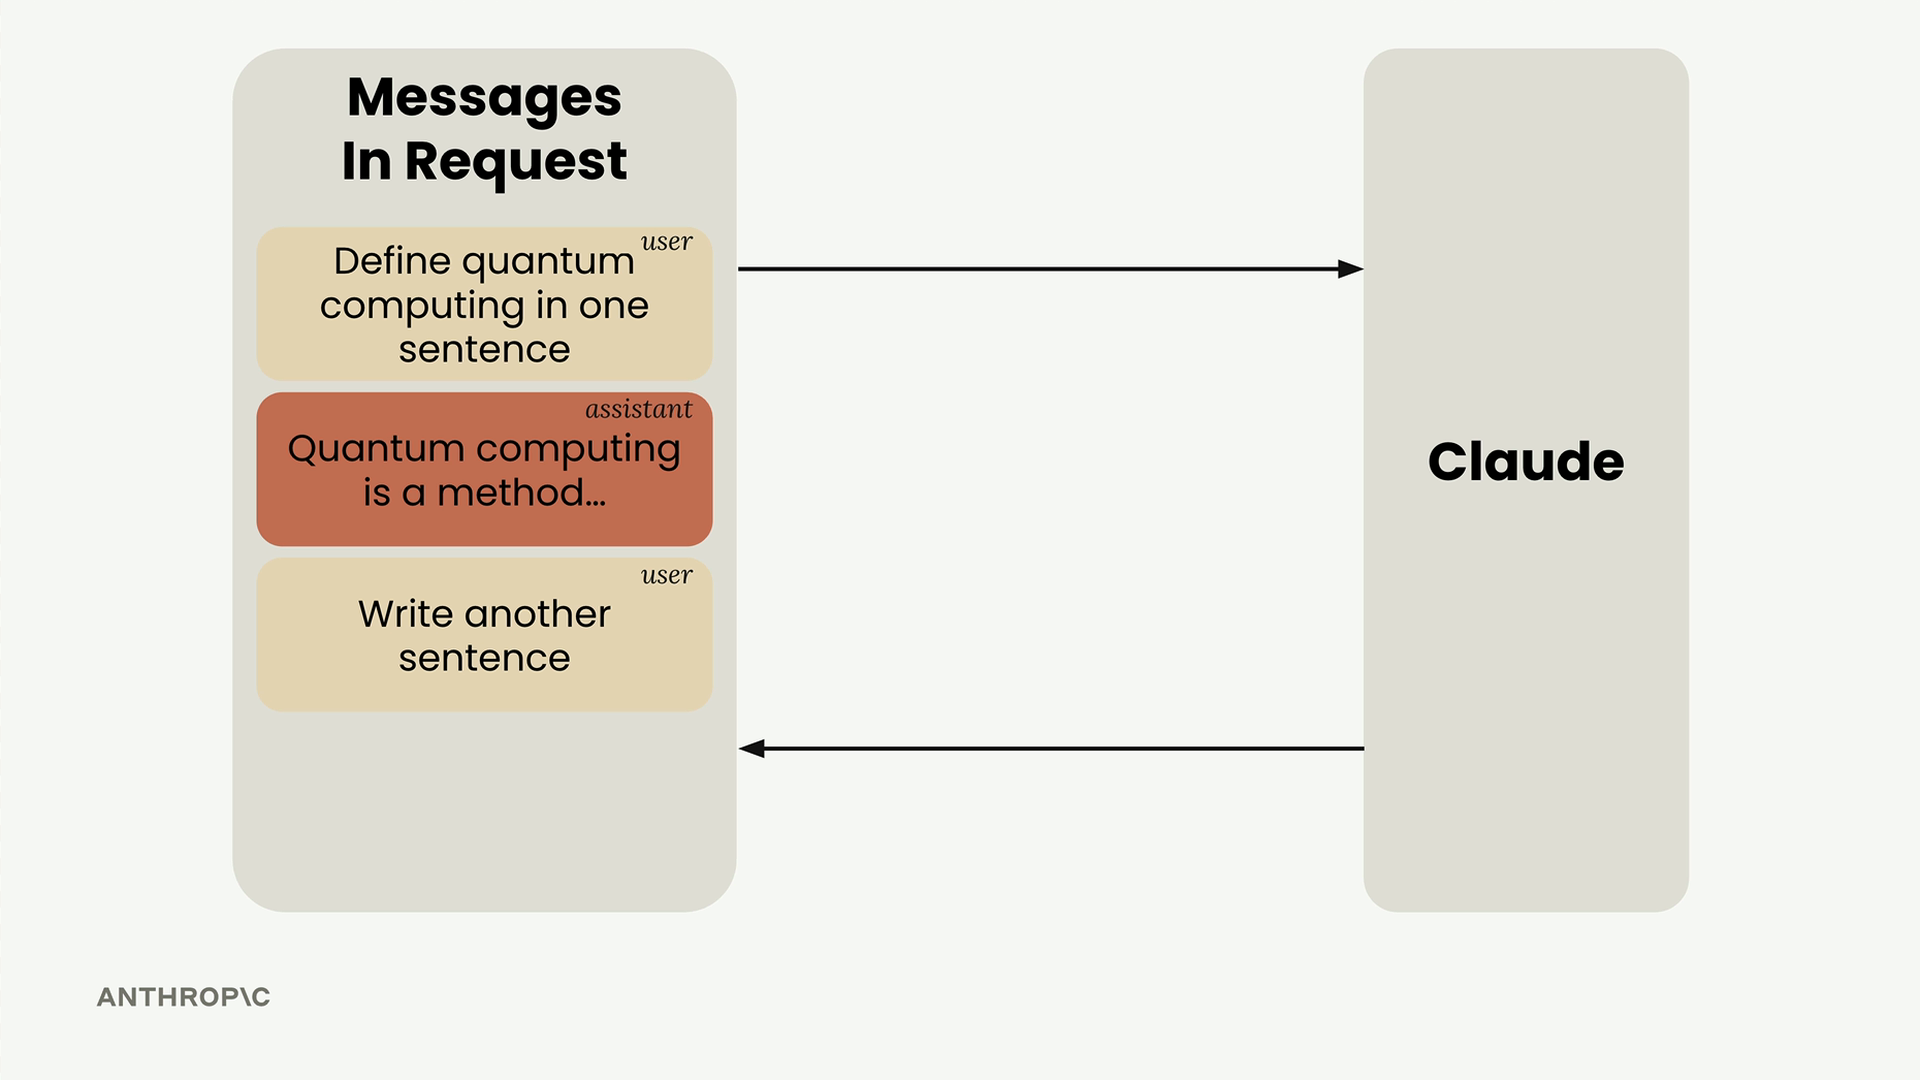 Messages
In Request
user
Define quantum
computing in one
sentence
assistant
Quantum computing
is a method...
user
Write another
sentence
Claude
ANTHROP\C